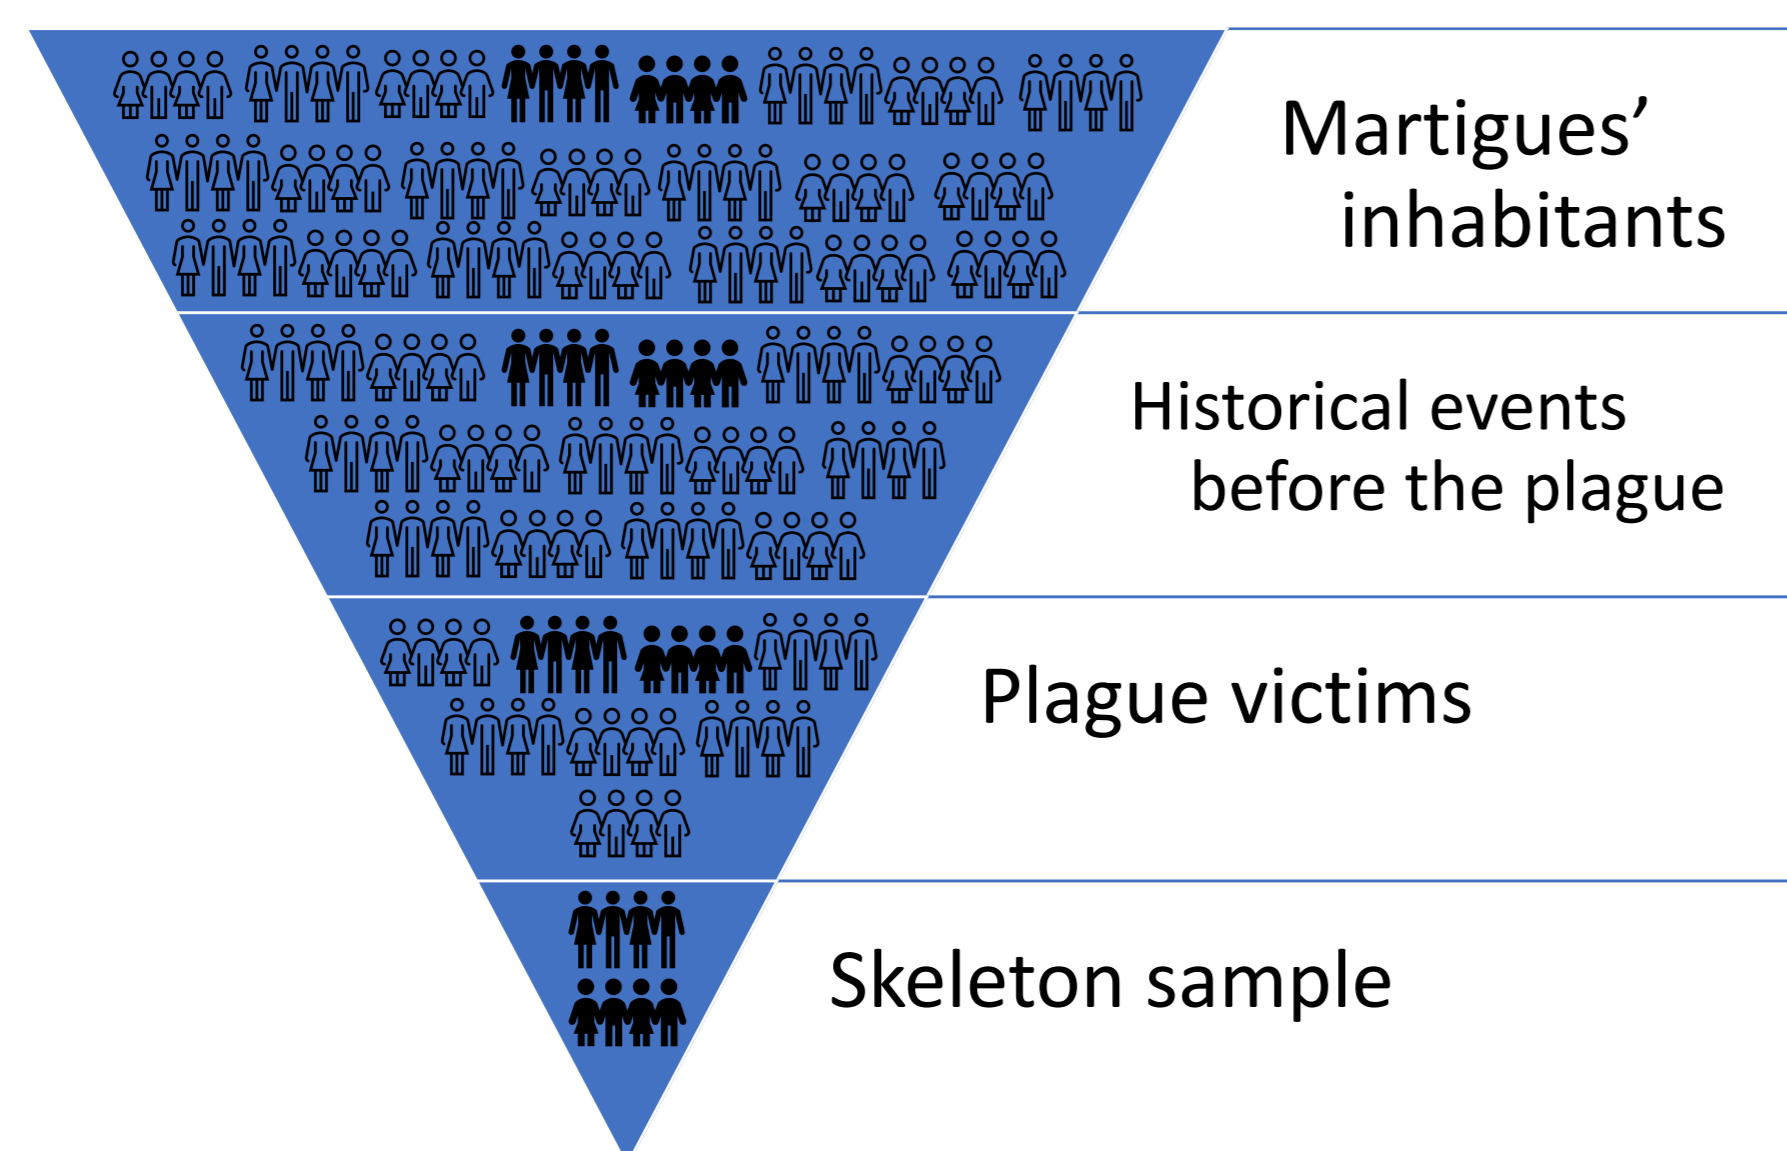 Martigues’
inhabitants
Historical events
before the plague
Plague victims
Skeleton sample